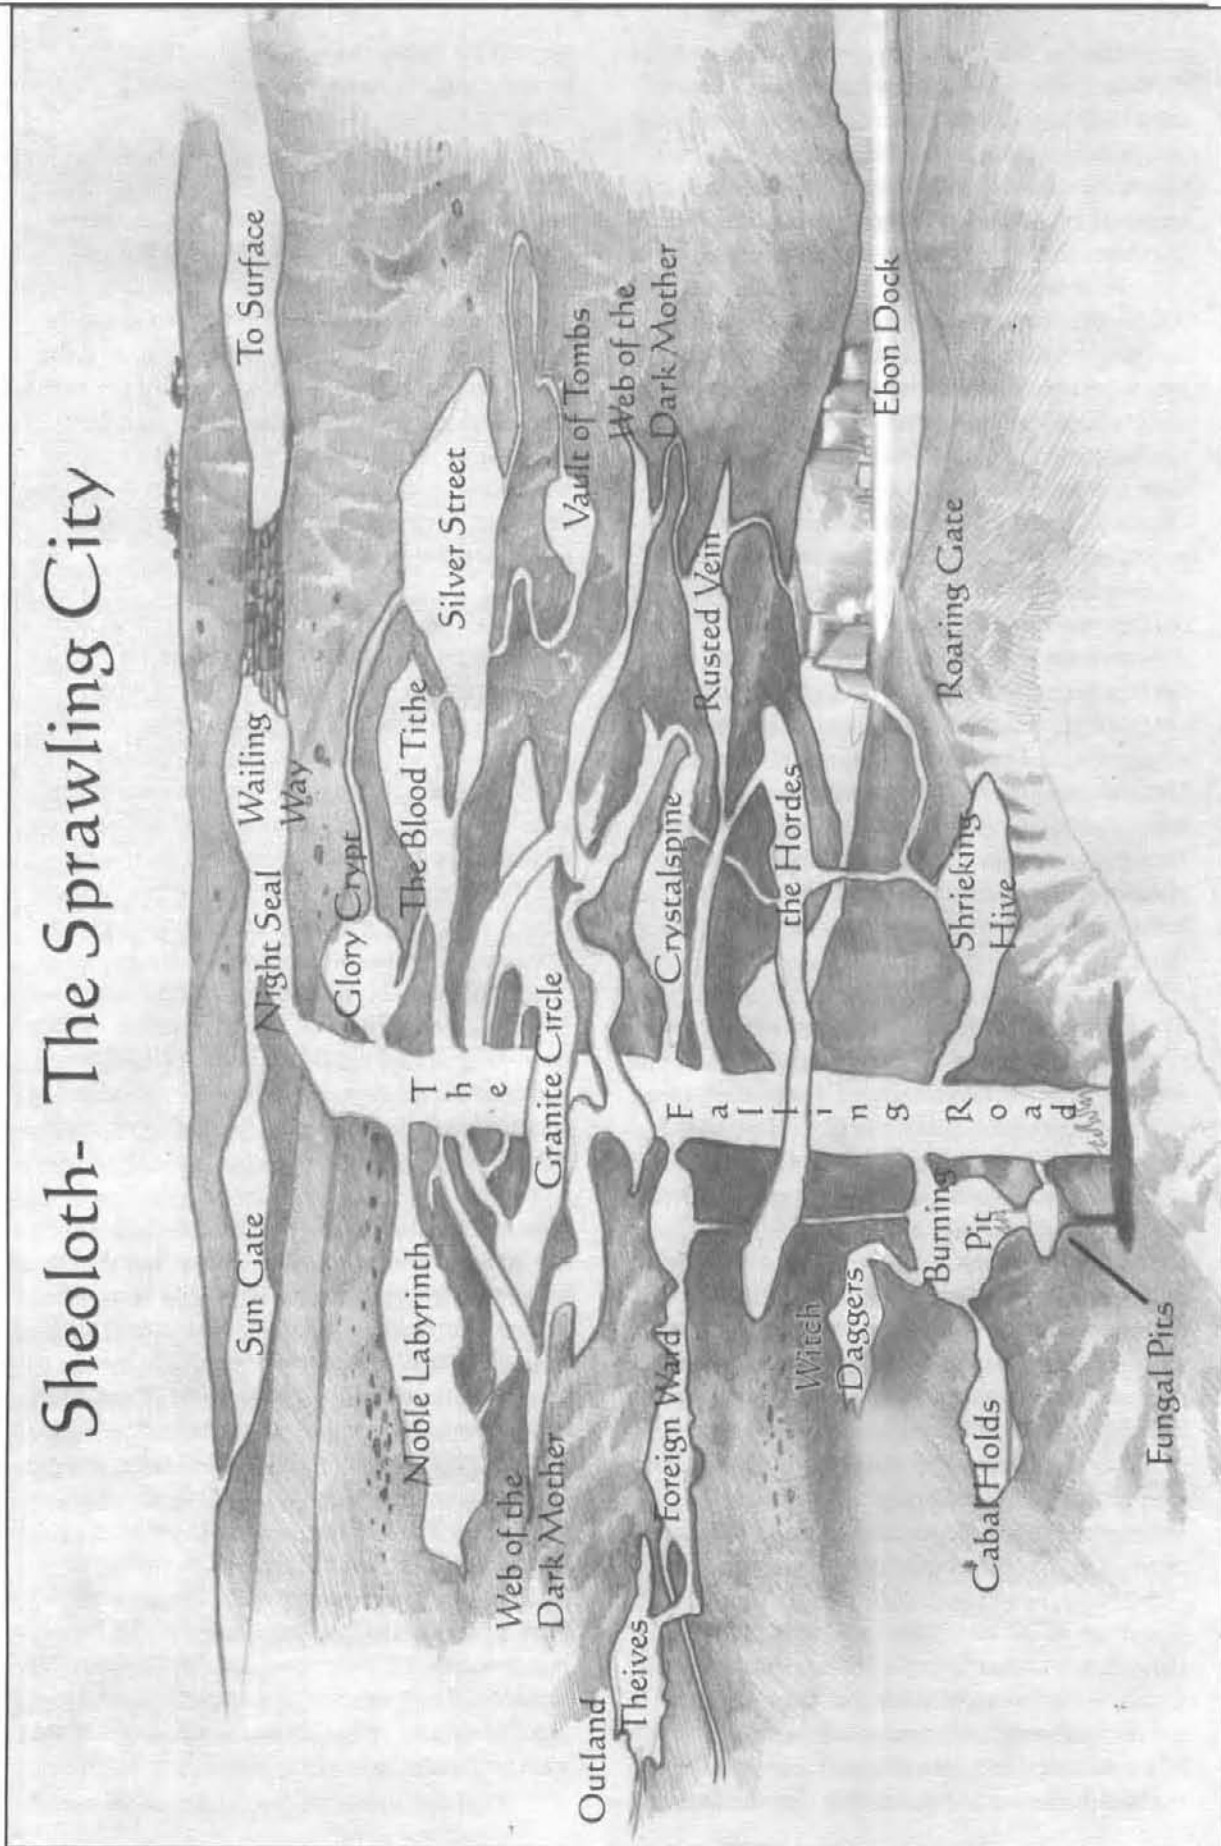 Sheoloth- The Sprawling City
To Surface
Wailing
Way
Night Seal
Sun Gate
Glory Crypt
The Blood Tithe
Silver Street
Noble Labyrinth
Vault of Tombs
Web of the
Dark Mother
Granite Circle
Web of the
Dark Mother
The
Falling Road
Crystalspine
Rusted Vein
Outland
Theives
Foreign Ward
the Hordes
Ebon Dock
Witch
Daggers
Burning
Pit
Roaring Gate
Shrieking
Hive
Cabal Holds
Fungal Pits